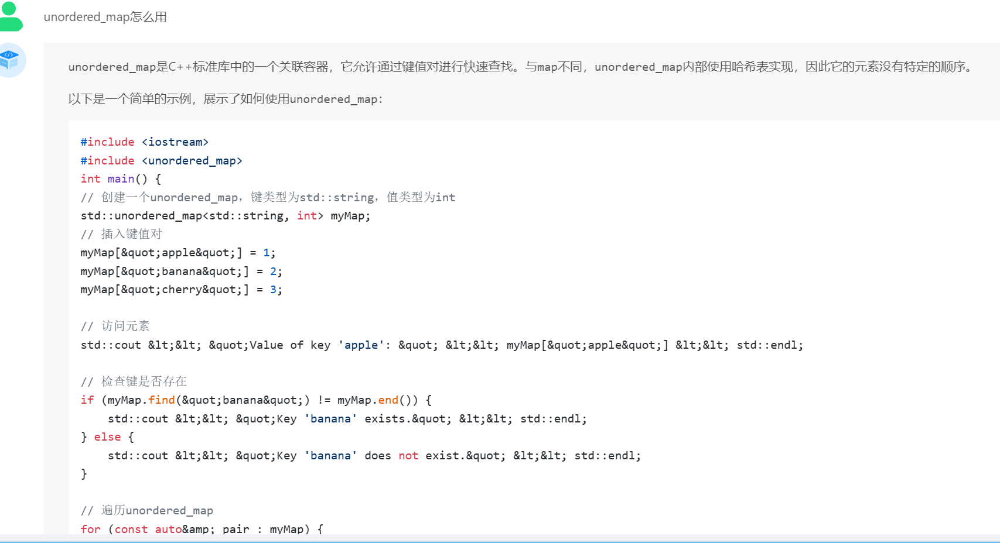 unordered_map怎么用
unordered_map是C++标准库中的一个关联容器，它允许通过键值对进行快速查找。与map不同，unordered_map内部使用哈希表实现，因此它的元素没有特定的顺序。
以下是一个简单的示例，展示了如何使用unordered_map：
#include <iostream>
#include <unordered_map>
int main() {
// 创建一个unordered_map，键类型为std::string，值类型为int
std::unordered_map<std::string, int> myMap;
// 插入键值对
myMap[&quot;apple&quot;] = 1;
myMap[&quot;banana&quot;] = 2;
myMap[&quot;cherry&quot;] = 3;
// 访问元素
std::cout &lt;&lt; &quot;Value of key 'apple': &quot; &lt;&lt; myMap[&quot;apple&quot;] &lt;&lt; std::endl;
// 检查键是否存在
if (myMap.find(&quot;banana&quot;) != myMap.end()) {
    std::cout &lt;&lt; &quot;Key 'banana' exists.&quot; &lt;&lt; std::endl;
} else {
    std::cout &lt;&lt; &quot;Key 'banana' does not exist.&quot; &lt;&lt; std::endl;
}
// 遍历unordered_map
for (const auto&amp; pair : myMap) {